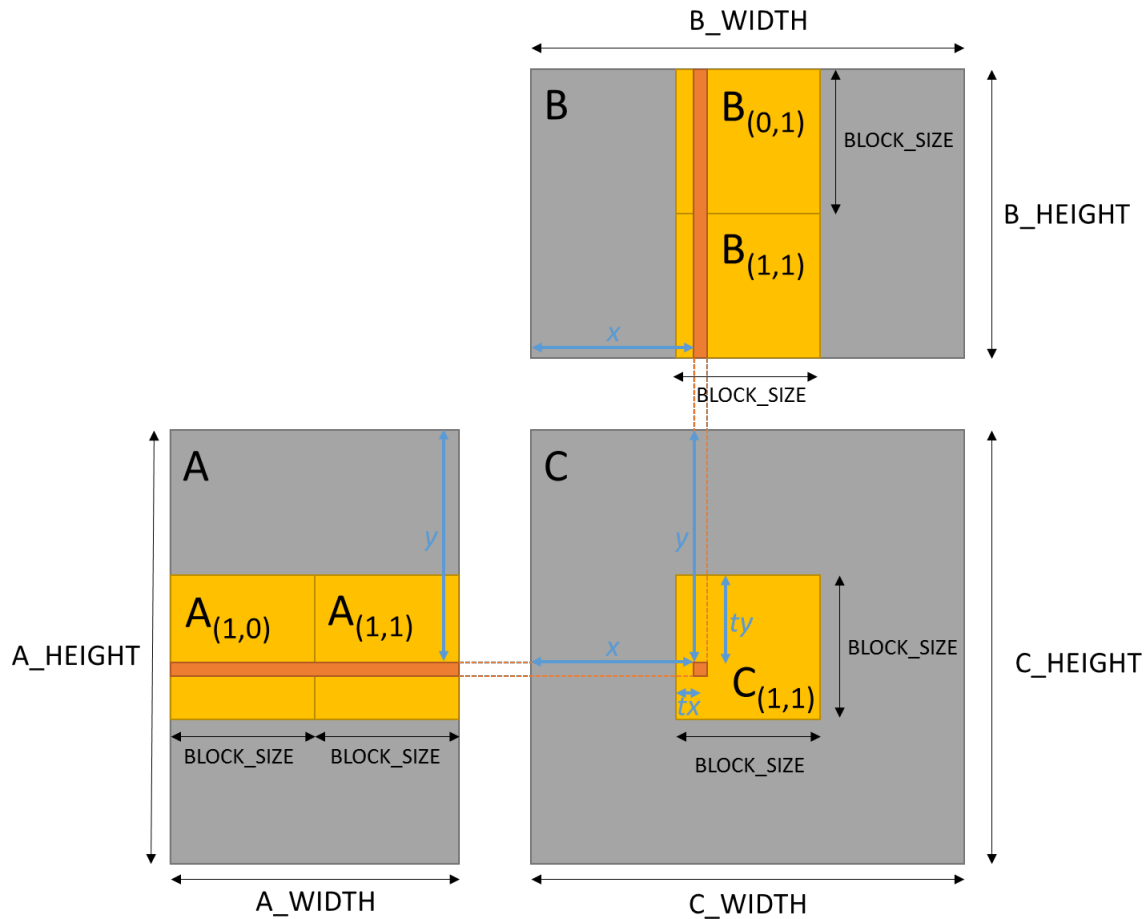 B_WIDTH
B
B(0,1)
BLOCK_SIZE
B_HEIGHT
B(1,1)
x
BLOCK_SIZE
A
C
y
y
A(1,0)
A(1,1)
ty
A_HEIGHT
BLOCK_SIZE
C_HEIGHT
C(1,1)
tx
BLOCK_SIZE
BLOCK_SIZE
x
BLOCK_SIZE
A_WIDTH
C_WIDTH